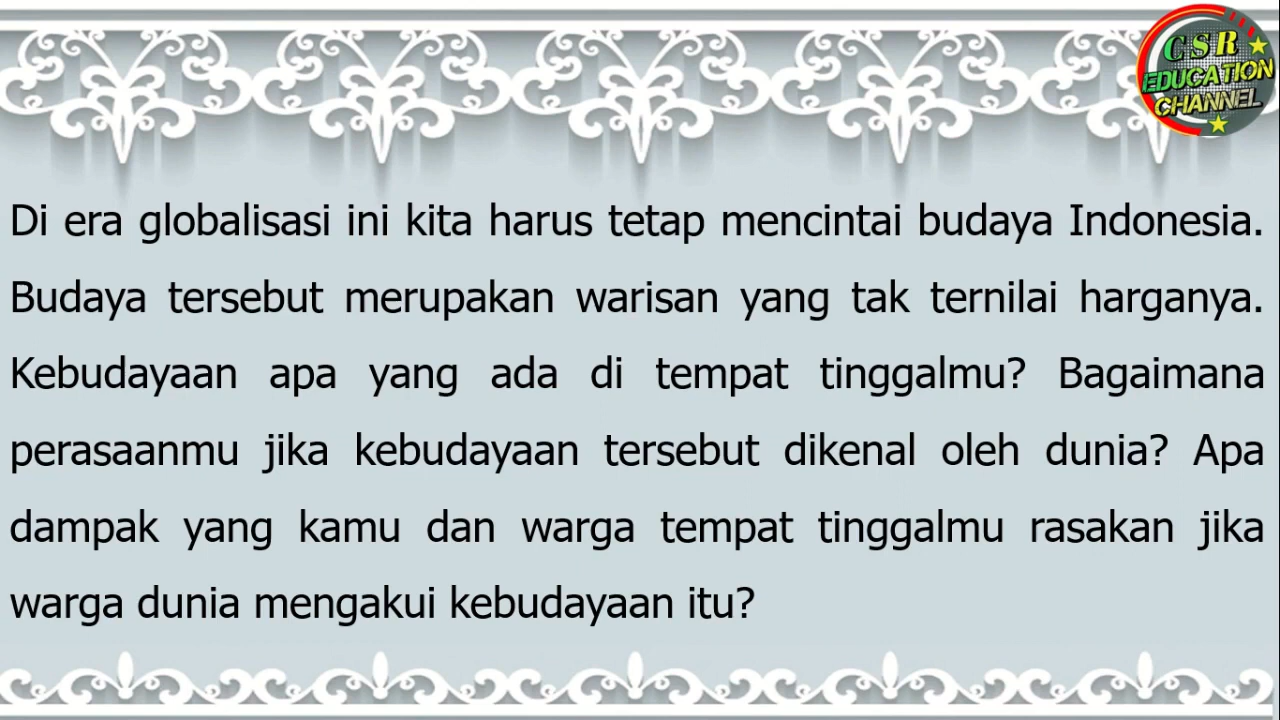 C S R
EDUCATION
CHANNEL
Di era globalisasi ini kita harus tetap mencintai budaya Indonesia.
Budaya tersebut merupakan warisan yang tak ternilai harganya.
Kebudayaan apa yang ada di tempat tinggalmu? Bagaimana
perasaanmu jika kebudayaan tersebut dikenal oleh dunia? Apa
dampak yang kamu dan warga tempat tinggalmu rasakan jika
warga dunia mengakui kebudayaan itu?